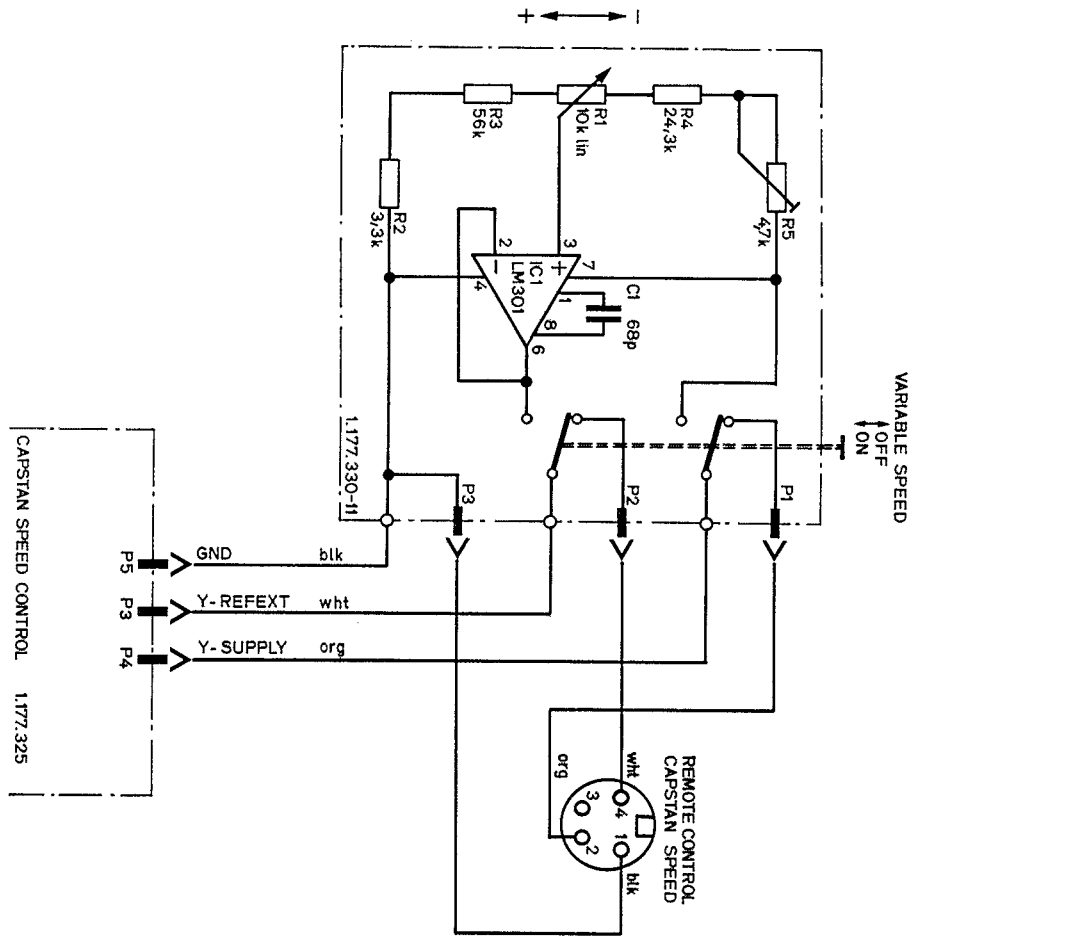 + ↔ −
R3
56k
R1
10k lin
R4
24,3k
R5
4,7k
R2
3,3k
2
3
7
−
+
IC1
LM301
4
1
8
6
C1
68p
VARIABLE SPEED
OFF
ON
1.177.330-11
P3
P2
P1
P5
GND
blk
P3
Y-REFEXT
wht
P4
Y-SUPPLY
org
CAPSTAN SPEED CONTROL 1.177.325
REMOTE CONTROL
CAPSTAN SPEED
org
wht
3
4
2
1
blk